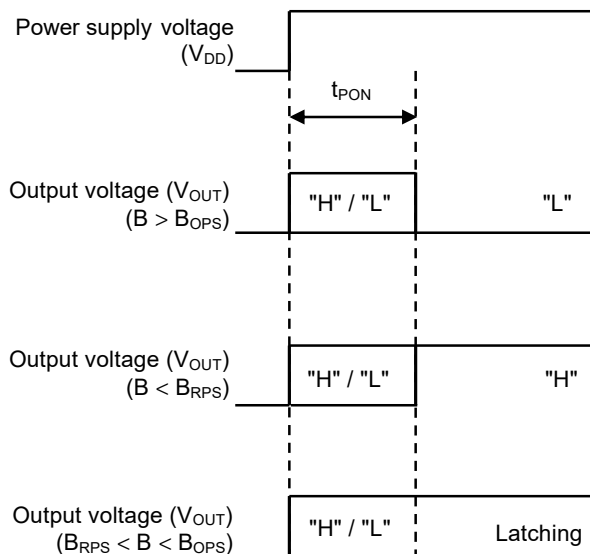 Power supply voltage
(VDD)
tPON
Output voltage (VOUT)
(B > BOPS)
"H" / "L"
"L"
Output voltage (VOUT)
(B < BRPS)
"H" / "L"
"H"
Output voltage (VOUT)
(BRPS < B < BOPS)
"H" / "L"
Latching